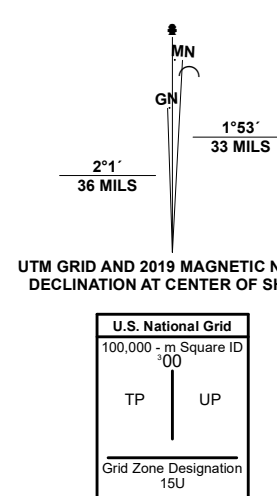 MN
GN
1°53´
33 MILS
2°1´
36 MILS
UTM GRID AND 2019 MAGNETIC N
DECLINATION AT CENTER OF SH
U.S. National Grid
100,000 - m Square ID
³00
TP UP
Grid Zone Designation
15U